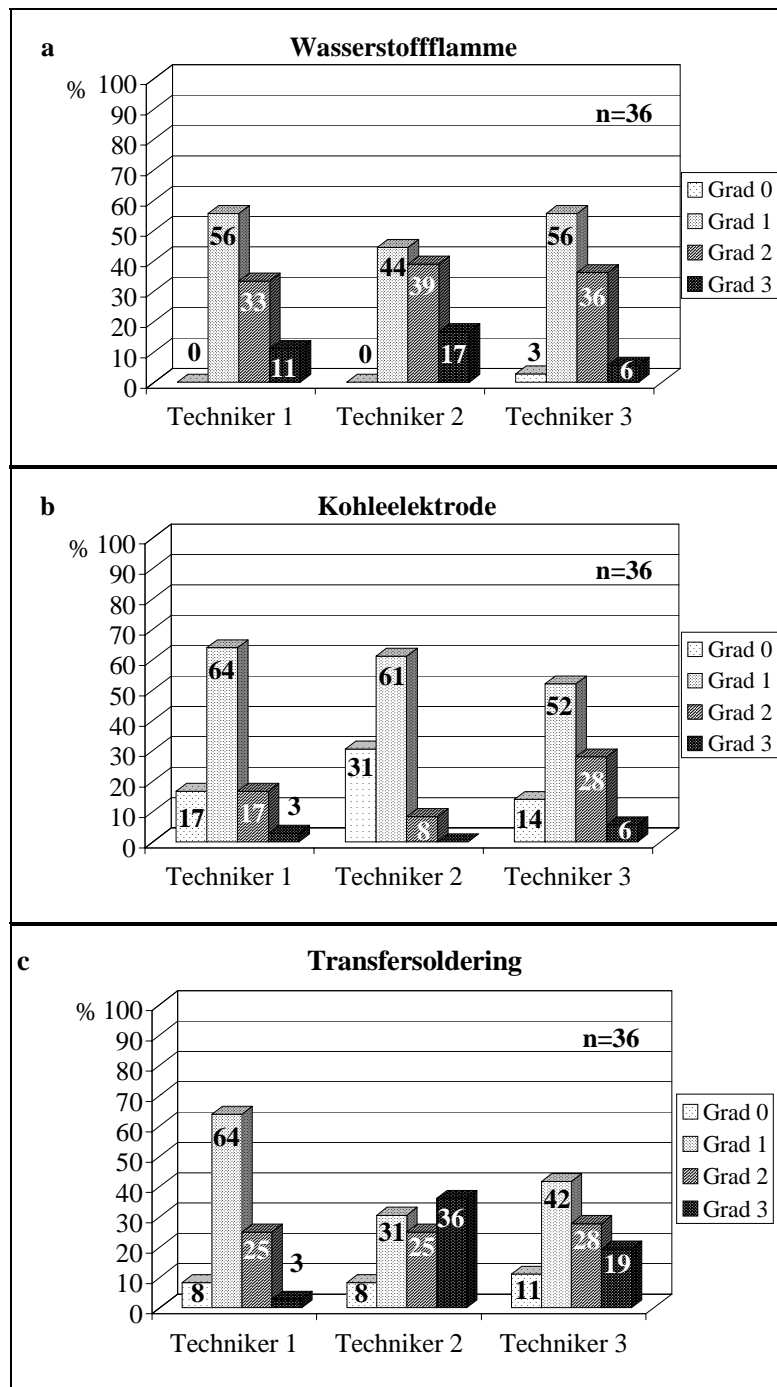 a Wasserstoffflamme
% 100
n=36
90
80
70
60
50
40
30
20
10
0
0 56 33 11
0 44 39 17
3 56 36 6
Techniker 1 Techniker 2 Techniker 3
Grad 0
Grad 1
Grad 2
Grad 3
b Kohleelektrode
% 100
n=36
90
80
70
60
50
40
30
20
10
0
17 64 17 3
31 61 8
14 52 28 6
Techniker 1 Techniker 2 Techniker 3
Grad 0
Grad 1
Grad 2
Grad 3
c Transfersoldering
% 100
n=36
90
80
70
60
50
40
30
20
10
0
8 64 25 3
8 31 25 36
11 42 28 19
Techniker 1 Techniker 2 Techniker 3
Grad 0
Grad 1
Grad 2
Grad 3